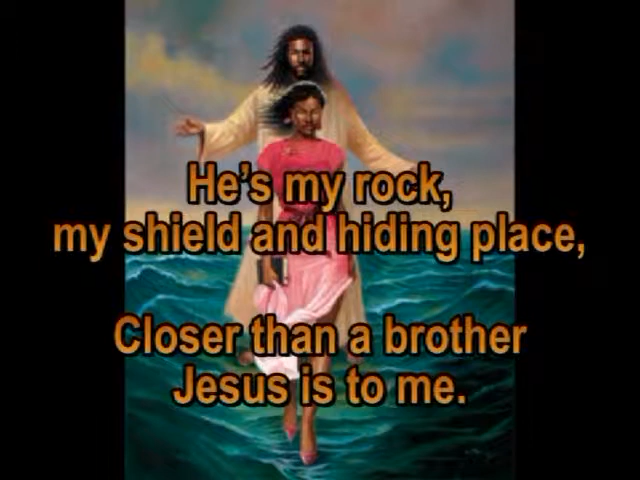 He's my rock,
my shield and hiding place,
Closer than a brother
Jesus is to me.